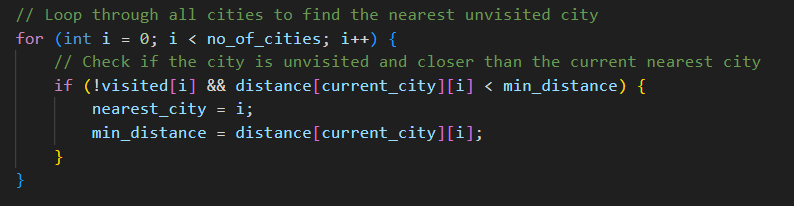 // Loop through all cities to find the nearest unvisited city
for (int i = 0; i < no_of_cities; i++) {
    // Check if the city is unvisited and closer than the current nearest city
    if (!visited[i] && distance[current_city][i] < min_distance) {
        nearest_city = i;
        min_distance = distance[current_city][i];
    }
}